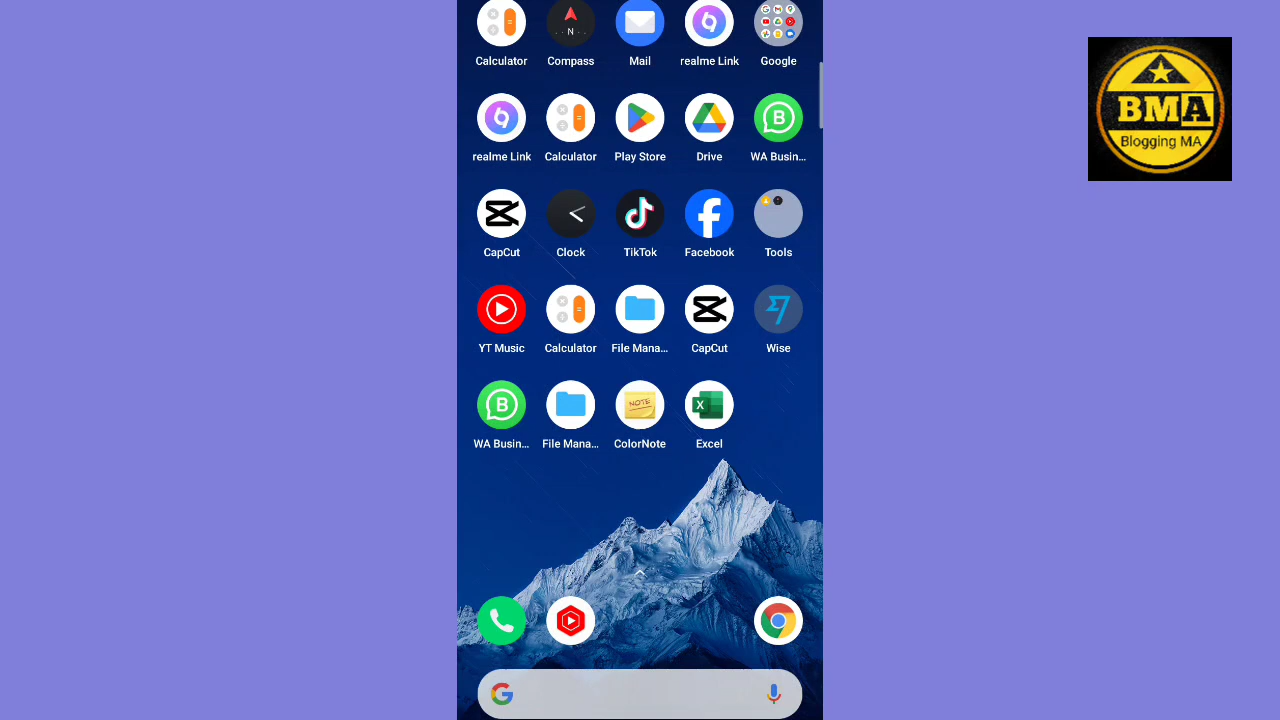 Calculator Compass Mail realme Link Google
realme Link Calculator Play Store Drive WA Busin...
CapCut Clock TikTok Facebook Tools
YT Music Calculator File Mana... CapCut Wise
WA Busin... File Mana... ColorNote Excel
N
B
NOTE
B
X
G
BMA
Blogging MA